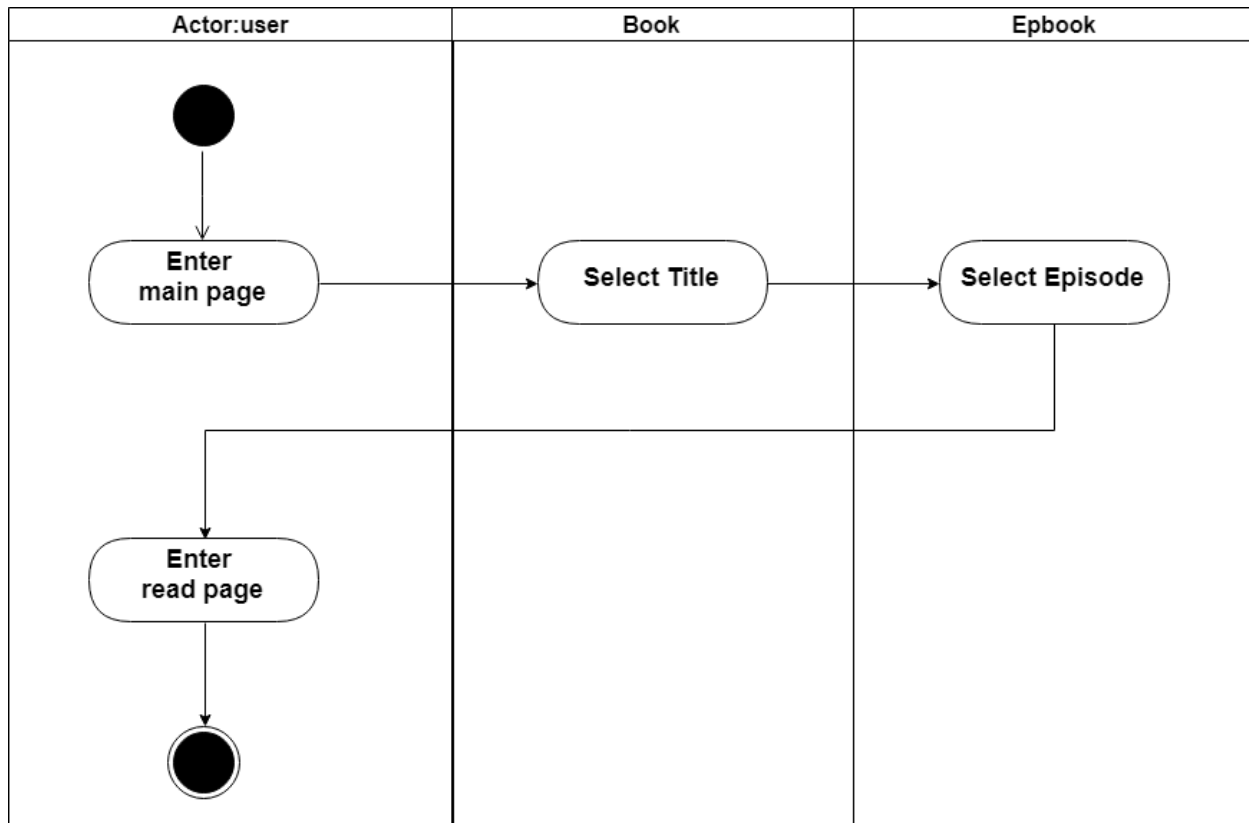 Actor:user
Book
Epbook
Enter
main page
Select Title
Select Episode
Enter
read page